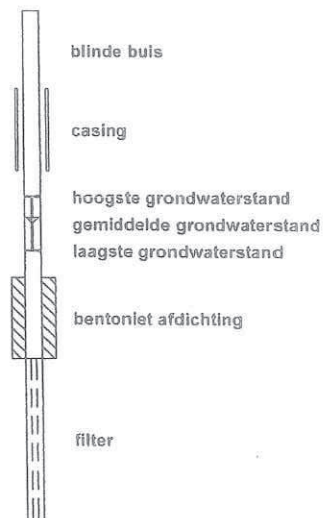 blinde buis
casing
hoogste grondwaterstand
gemiddelde grondwaterstand
laagste grondwaterstand
bentoniet afdichting
filter